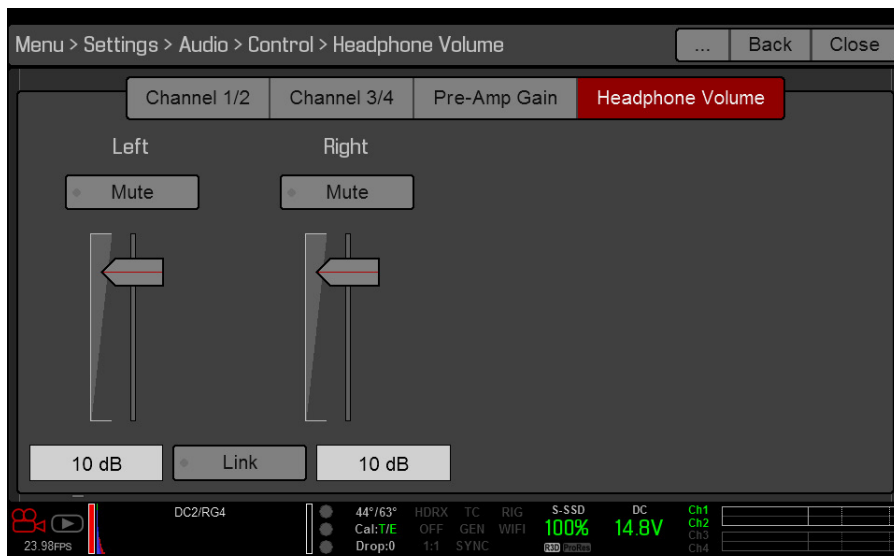 Menu > Settings > Audio > Control > Headphone Volume ... Back Close
Channel 1/2 Channel 3/4 Pre-Amp Gain Headphone Volume
Left Right
Mute Mute
10 dB Link 10 dB
DC2/RG4 44°/63° HDRX TC RIG S-SSD DC Ch1
Cal:T/E OFF GEN WIFI 100% 14.8V Ch2
Ch3
23.98FPS Drop:0 1:1 SYNC R3D ProRes Ch4